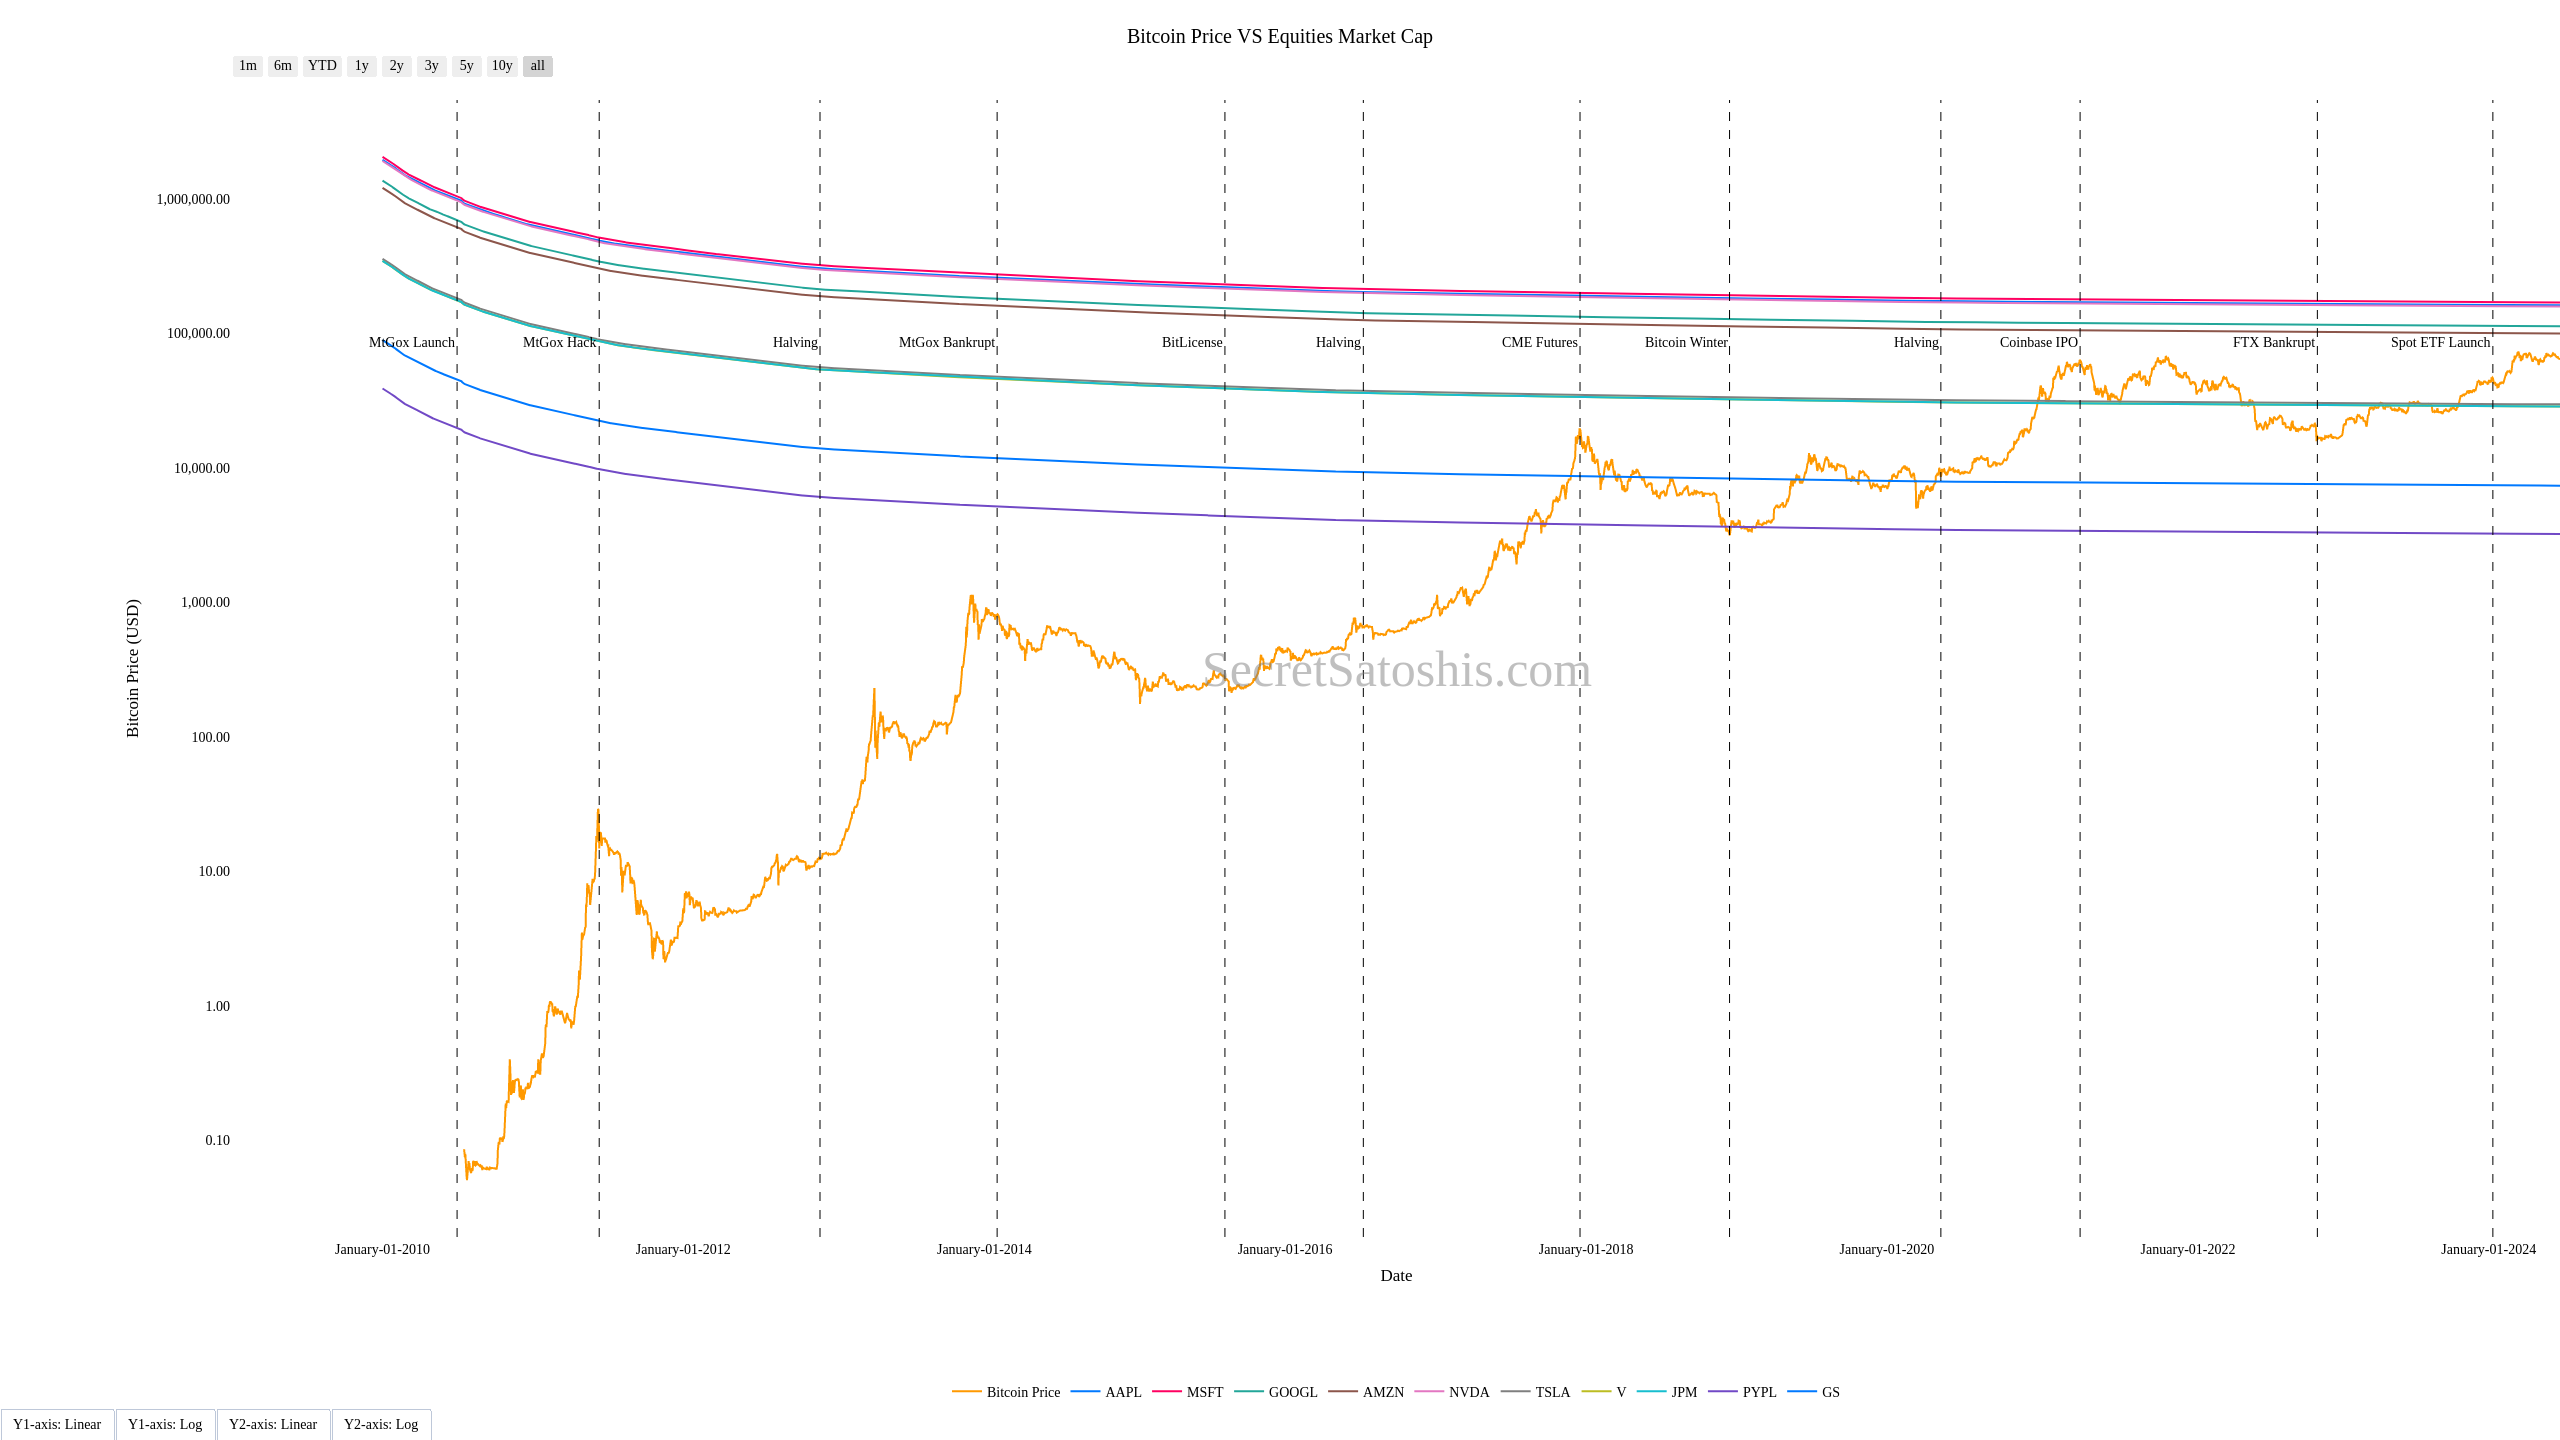 Bitcoin Price VS Equities Market Cap
1m 6m YTD 1y 2y 3y 5y 10y all
1,000,000.00
100,000.00
MtGox Launch MtGox Hack Halving MtGox Bankrupt BitLicense Halving CME Futures Bitcoin Winter Halving Coinbase IPO FTX Bankrupt Spot ETF Launch
10,000.00
1,000.00
Bitcoin Price (USD)
SecretSatoshis.com
100.00
10.00
1.00
0.10
January-01-2010 January-01-2012 January-01-2014 January-01-2016 January-01-2018 January-01-2020 January-01-2022 January-01-2024
Date
Bitcoin Price AAPL MSFT GOOGL AMZN NVDA TSLA V JPM PYPL GS
Y1-axis: Linear Y1-axis: Log Y2-axis: Linear Y2-axis: Log